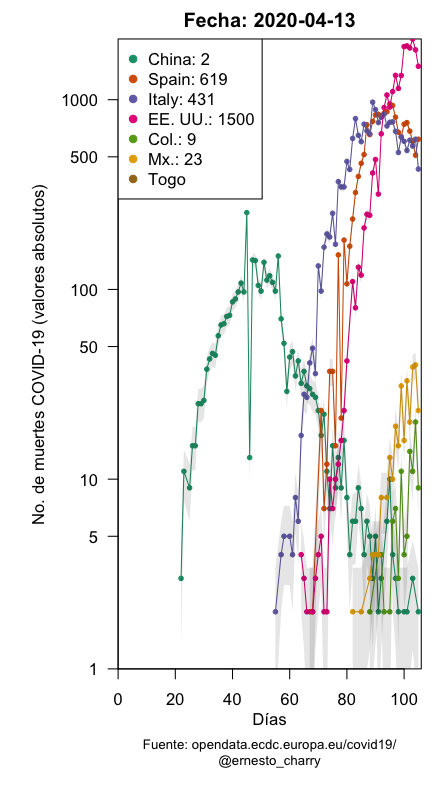 Fecha: 2020-04-13
China: 2
Spain: 619
Italy: 431
EE. UU.: 1500
Col.: 9
Mx.: 23
Togo
No. de muertes COVID-19 (valores absolutos)
1000
500
100
50
10
5
1
0 20 40 60 80 100
Días
Fuente: opendata.ecdc.europa.eu/covid19/
@ernesto_charry